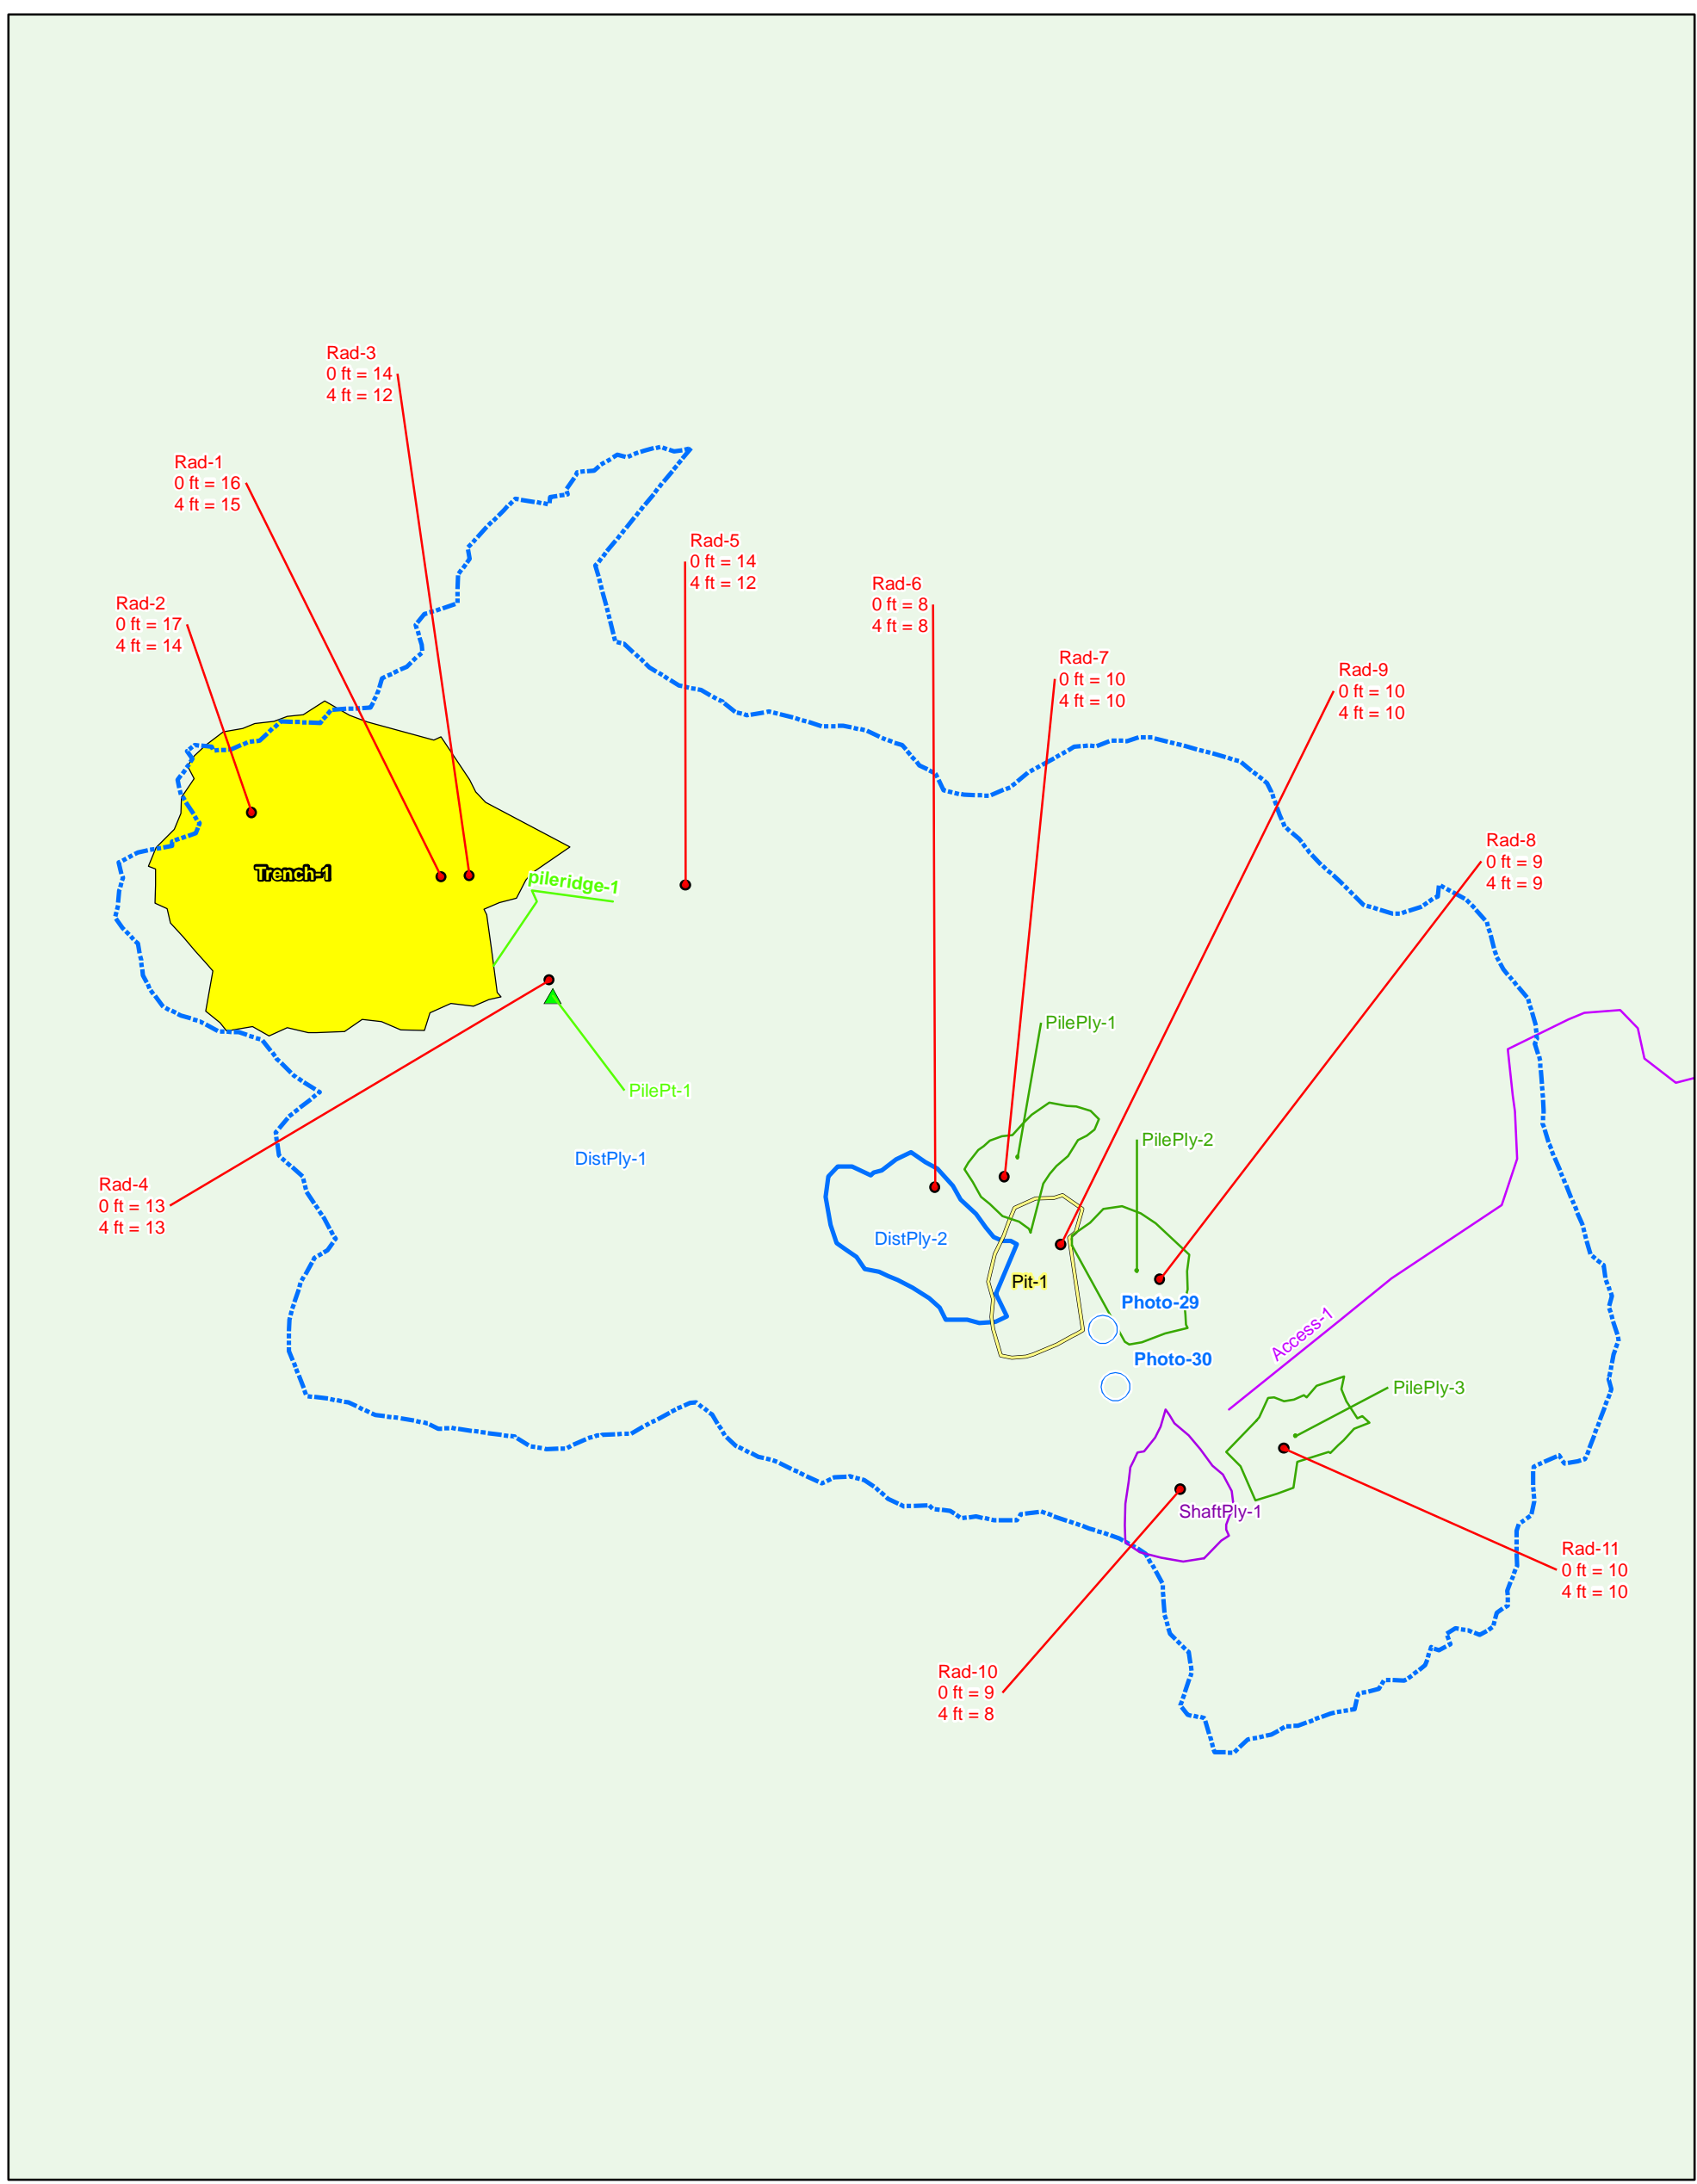 Rad-3
0 ft = 14
4 ft = 12
Rad-1
0 ft = 16
4 ft = 15
Rad-5
0 ft = 14
4 ft = 12
Rad-6
0 ft = 8
4 ft = 8
Rad-2
0 ft = 17
4 ft = 14
Rad-7
0 ft = 10
4 ft = 10
Rad-9
0 ft = 10
4 ft = 10
Rad-8
0 ft = 9
4 ft = 9
Trench-1
pileridge-1
PilePly-1
PilePt-1
PilePly-2
DistPly-1
Rad-4
0 ft = 13
4 ft = 13
DistPly-2
Pit-1
Photo-29
Access-1
Photo-30
PilePly-3
ShaftPly-1
Rad-11
0 ft = 10
4 ft = 10
Rad-10
0 ft = 9
4 ft = 8